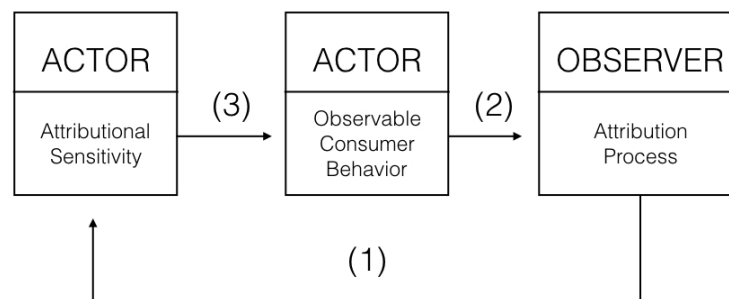 ACTOR
Attributional
Sensitivity
(3)
ACTOR
Observable
Consumer
Behavior
(2)
OBSERVER
Attribution
Process
(1)